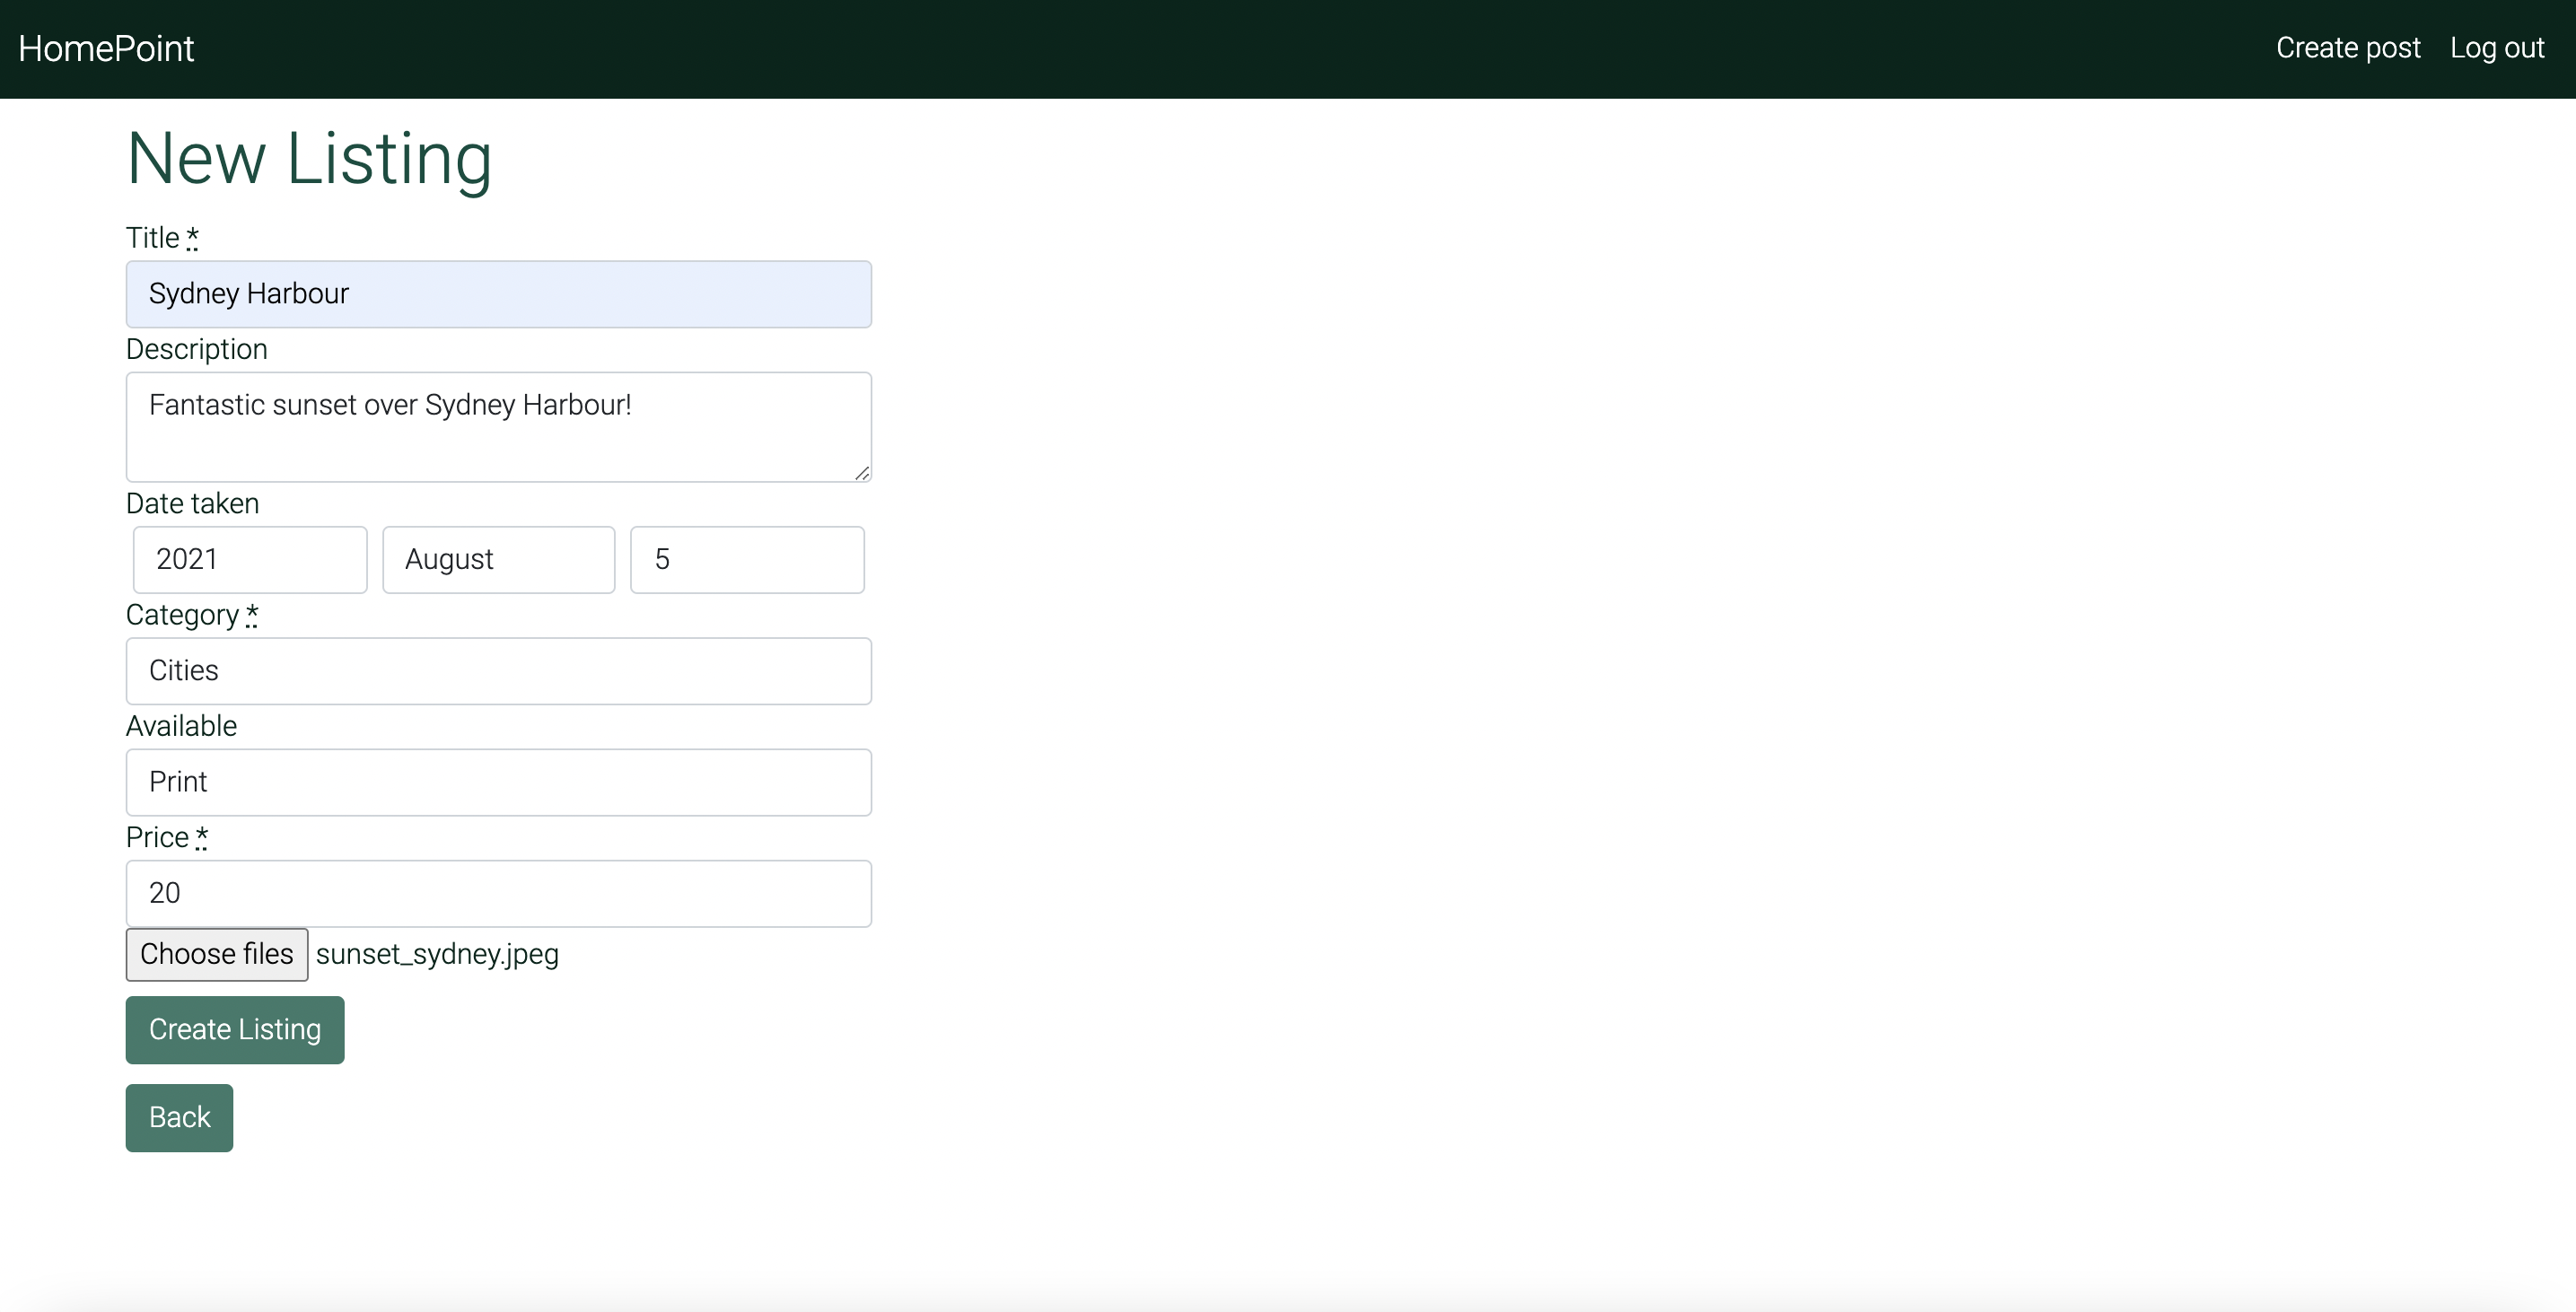 HomePoint
Create post
Log out
New Listing
Title *
Sydney Harbour
Description
Fantastic sunset over Sydney Harbour!
Date taken
2021 August 5
Category *
Cities
Available
Print
Price *
20
Choose files sunset_sydney.jpeg
Create Listing
Back